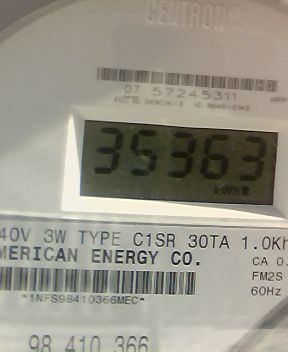 CENTRON®
07 57245311
35363
kWh
40V 3W TYPE C1SR 30TA 1.0Kh
MERICAN ENERGY CO.
CA 0.
FM2S
60Hz
*1NFS98410366MEC*
98 410 366